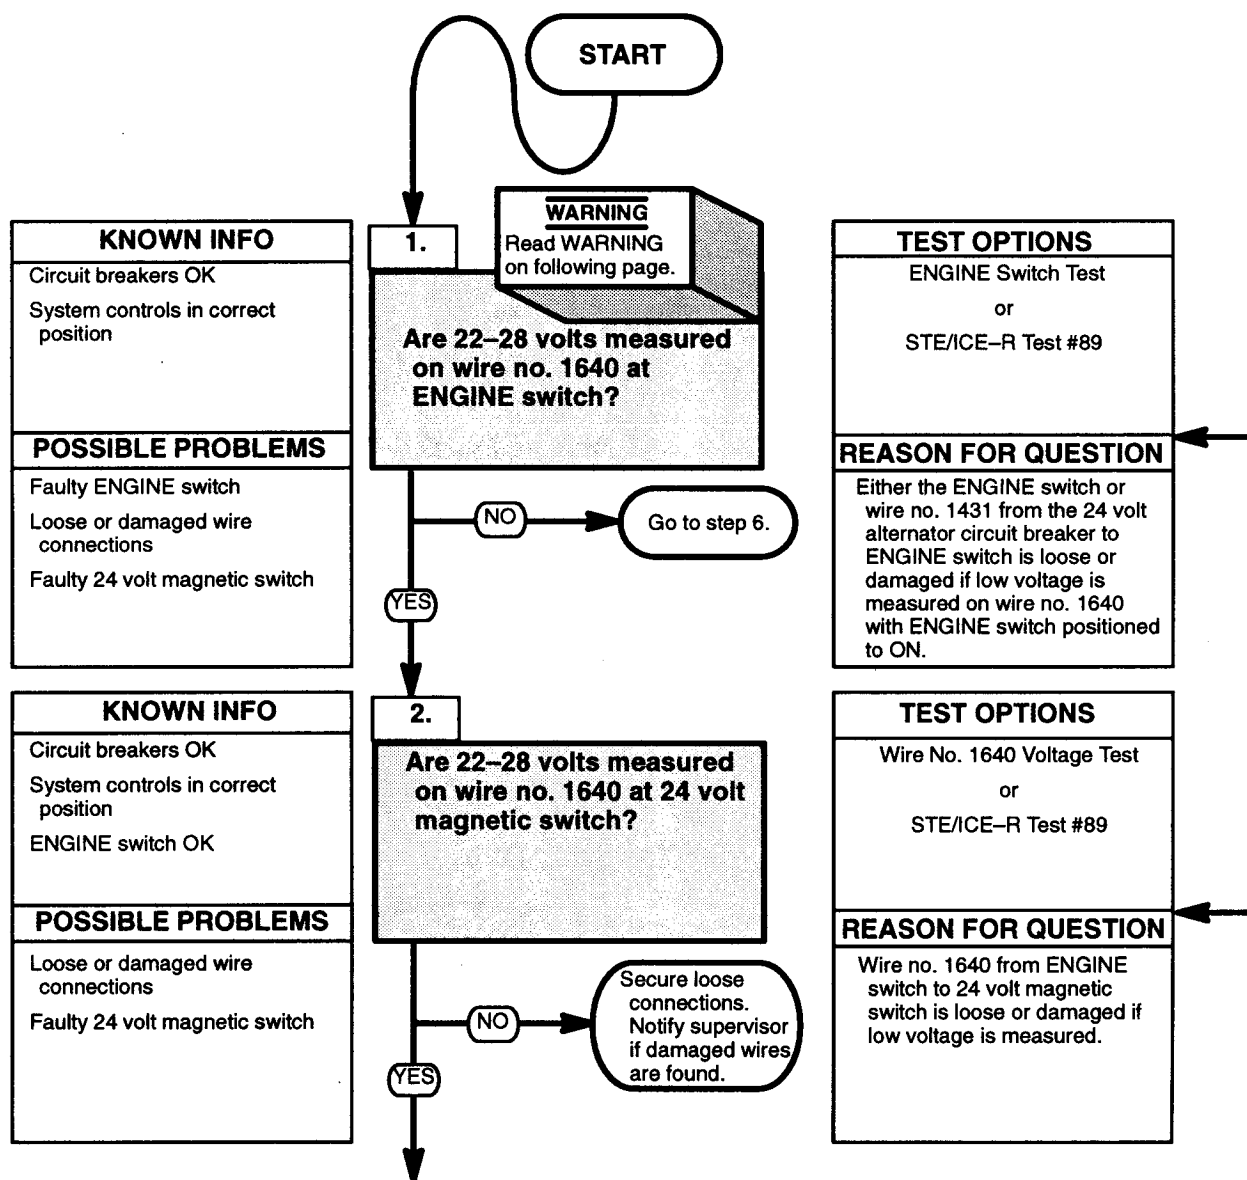 START
WARNING
Read WARNING
on following page.
KNOWN INFO
Circuit breakers OK
System controls in correct
position
POSSIBLE PROBLEMS
Faulty ENGINE switch
Loose or damaged wire
connections
Faulty 24 volt magnetic switch
1.
Are 22–28 volts measured
on wire no. 1640 at
ENGINE switch?
NO
Go to step 6.
YES
TEST OPTIONS
ENGINE Switch Test
or
STE/ICE–R Test #89
REASON FOR QUESTION
Either the ENGINE switch or
wire no. 1431 from the 24 volt
alternator circuit breaker to
ENGINE switch is loose or
damaged if low voltage is
measured on wire no. 1640
with ENGINE switch positioned
to ON.
KNOWN INFO
Circuit breakers OK
System controls in correct
position
ENGINE switch OK
POSSIBLE PROBLEMS
Loose or damaged wire
connections
Faulty 24 volt magnetic switch
2.
Are 22–28 volts measured
on wire no. 1640 at 24 volt
magnetic switch?
NO
Secure loose
connections.
Notify supervisor
if damaged wires
are found.
YES
TEST OPTIONS
Wire No. 1640 Voltage Test
or
STE/ICE–R Test #89
REASON FOR QUESTION
Wire no. 1640 from ENGINE
switch to 24 volt magnetic
switch is loose or damaged if
low voltage is measured.